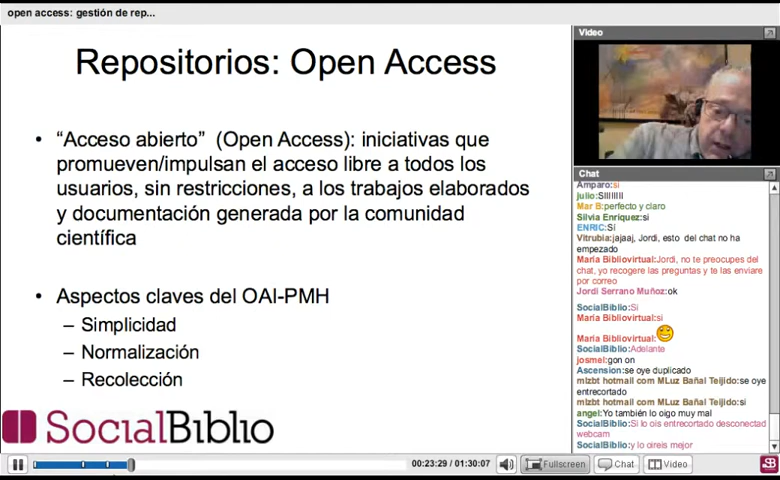 open access: gestión de rep...
Repositorios: Open Access
• “Acceso abierto” (Open Access): iniciativas que
promueven/impulsan el acceso libre a todos los
usuarios, sin restricciones, a los trabajos elaborados
y documentación generada por la comunidad
científica
• Aspectos claves del OAI-PMH
– Simplicidad
– Normalización
– Recolección
SocialBiblio
Video
Chat
Amparo:si
julio:SIIIIIIII
Mar B:perfecto y claro
Silvia Enriquez:si
ENRIC:Si
Vitrubia:jajaaj, Jordi, esto del chat no ha
empezado
María Bibliovirtual:Jordi, no te preocupes del
chat, yo recogere las preguntas y te las enviare
por correo
Jordi Serrano Muñoz:ok
SocialBiblio:Si
María Bibliovirtual:si
María Bibliovirtual:
SocialBiblio:Adelante
josmel:gon on
Ascension:se oye duplicado
mlzbt hotmail com MLuz Bañal Teijido:se oye
entrecortado
mlzbt hotmail com MLuz Bañal Teijido:si
angel:Yo también lo oigo muy mal
SocialBiblio:Si lo ois entrecortado desconectad
webcam
SocialBiblio:y lo oireis mejor
00:23:29 / 01:30:07
Fullscreen
Chat
Video
SB